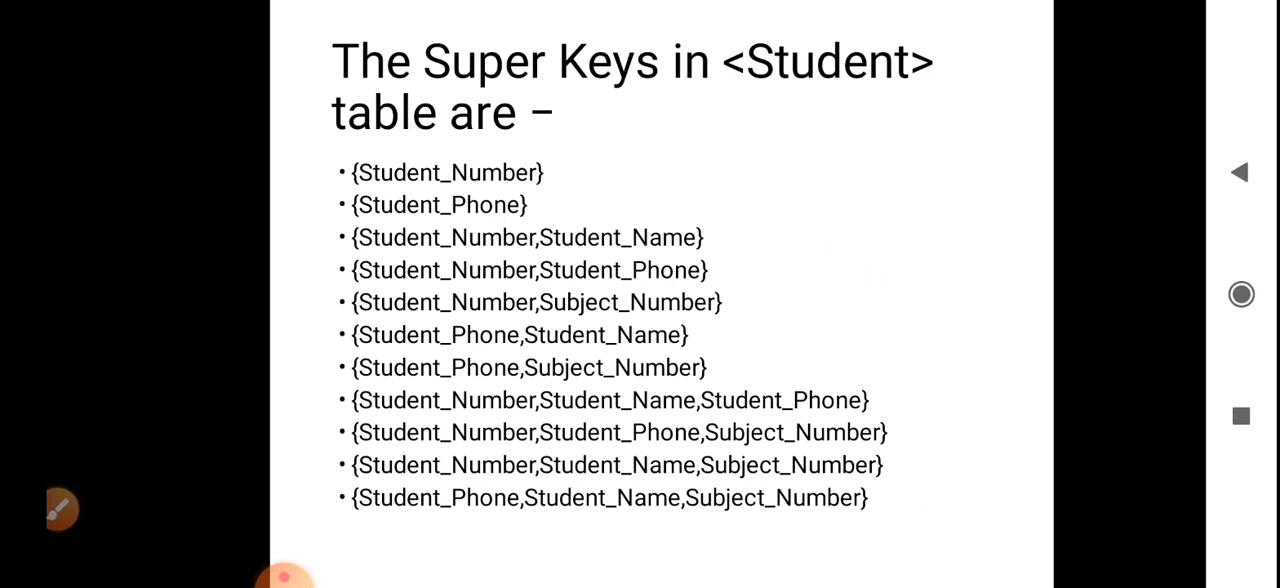 The Super Keys in <Student>
table are –
• {Student_Number}
• {Student_Phone}
• {Student_Number,Student_Name}
• {Student_Number,Student_Phone}
• {Student_Number,Subject_Number}
• {Student_Phone,Student_Name}
• {Student_Phone,Subject_Number}
• {Student_Number,Student_Name,Student_Phone}
• {Student_Number,Student_Phone,Subject_Number}
• {Student_Number,Student_Name,Subject_Number}
• {Student_Phone,Student_Name,Subject_Number}